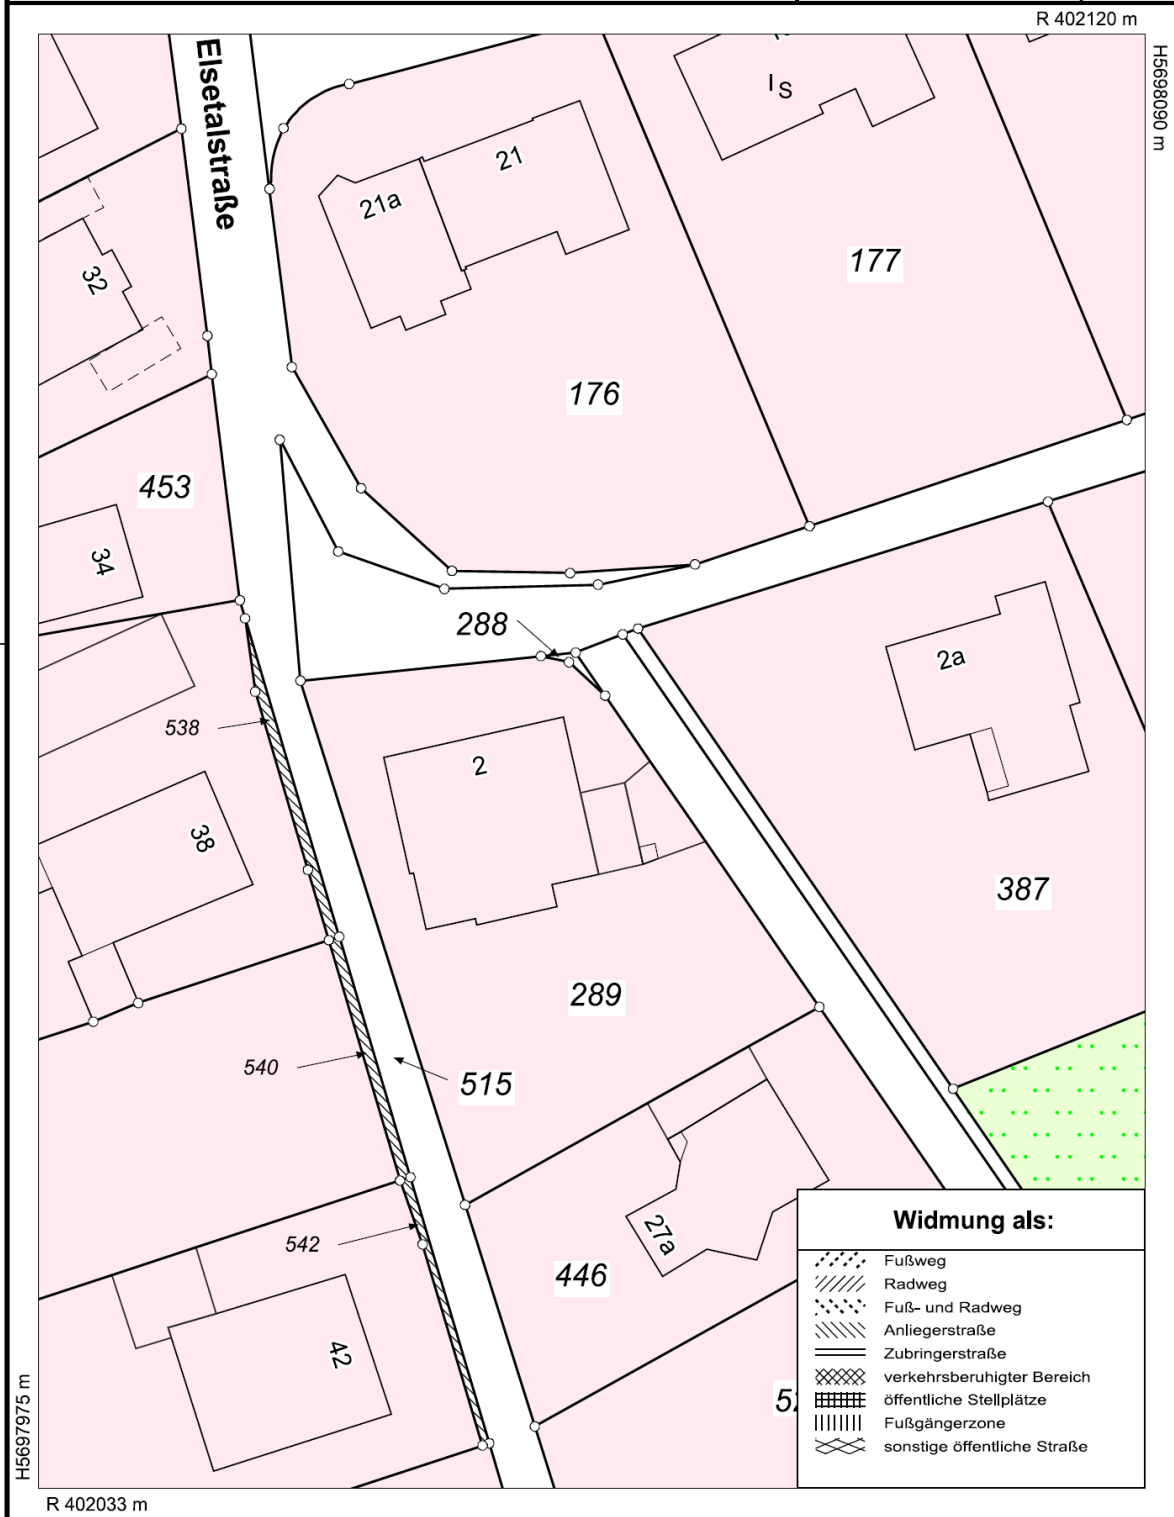 R 402120 m
H5698090 m
Elsetalstraße
I S
21
21a
177
32
176
453
34
288
2a
538
2
38
387
289
540
515
27a
542
446
42
Widmung als:
Fußweg
Radweg
Fuß- und Radweg
Anliegerstraße
Zubringerstraße
verkehrsberuhigter Bereich
öffentliche Stellplätze
Fußgängerzone
sonstige öffentliche Straße
H5697975 m
R 402033 m